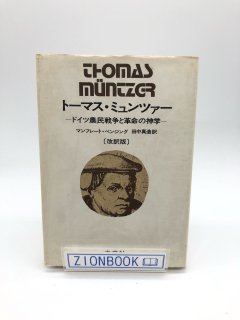 THOMAS
MÜNTZER
トーマス・ミュンツァー
—ドイツ農民戦争と革命の神学—
マンフレート・ベンジング 田中真造訳
[改訳版]
ZIONBOOK